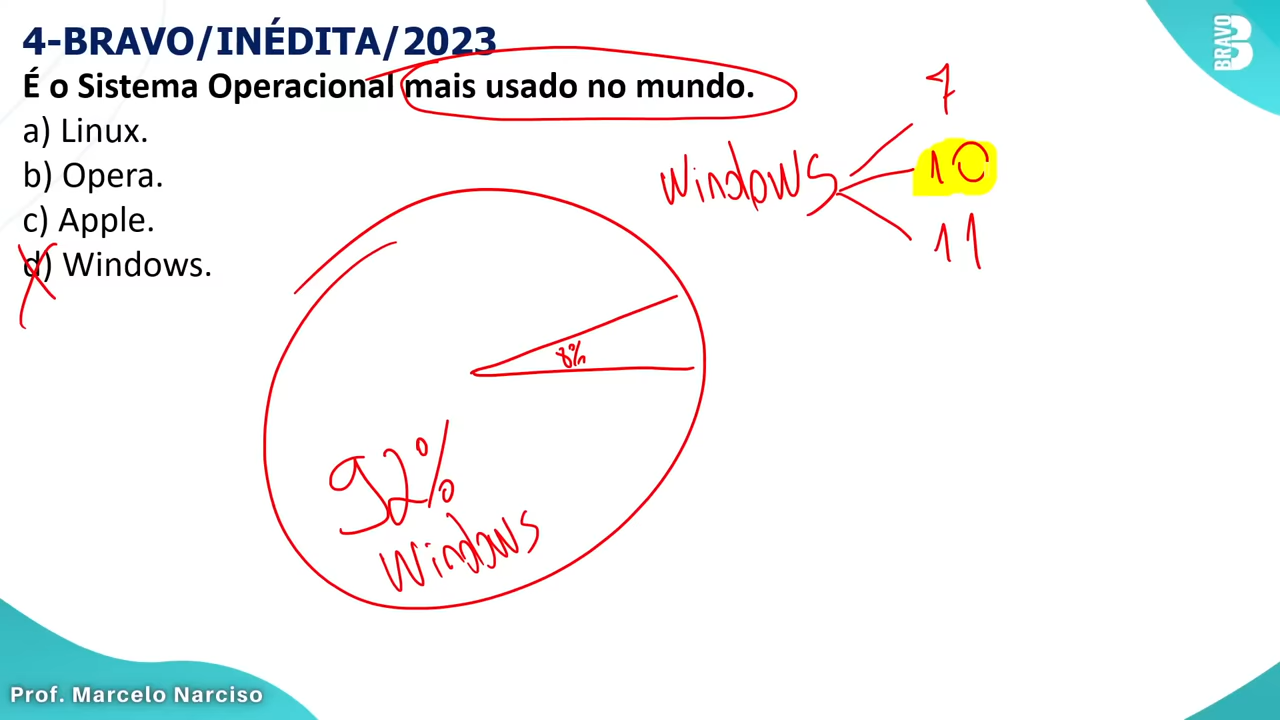 4-BRAVO/INÉDITA/2023
É o Sistema Operacional mais usado no mundo.
a) Linux.
b) Opera.
c) Apple.
d) Windows.
Windows
7
10
11
8%
92%
Windows
Prof. Marcelo Narciso
BRAVO